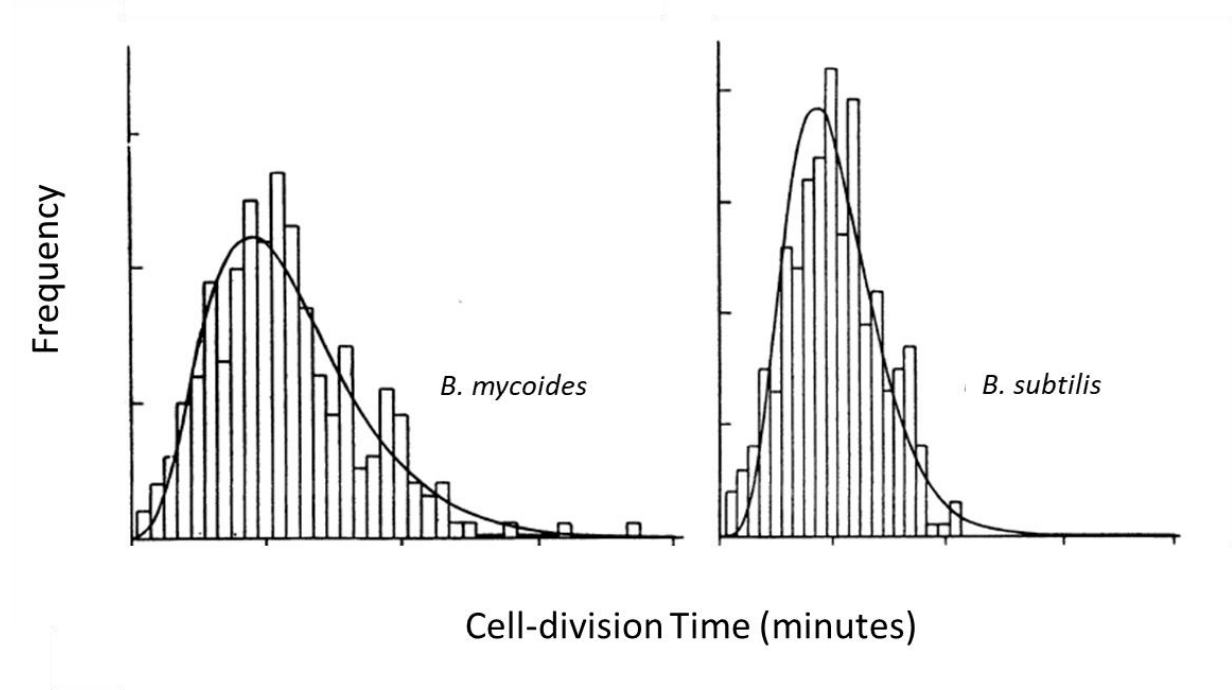 Frequency
B. mycoides
B. subtilis
Cell-division Time (minutes)